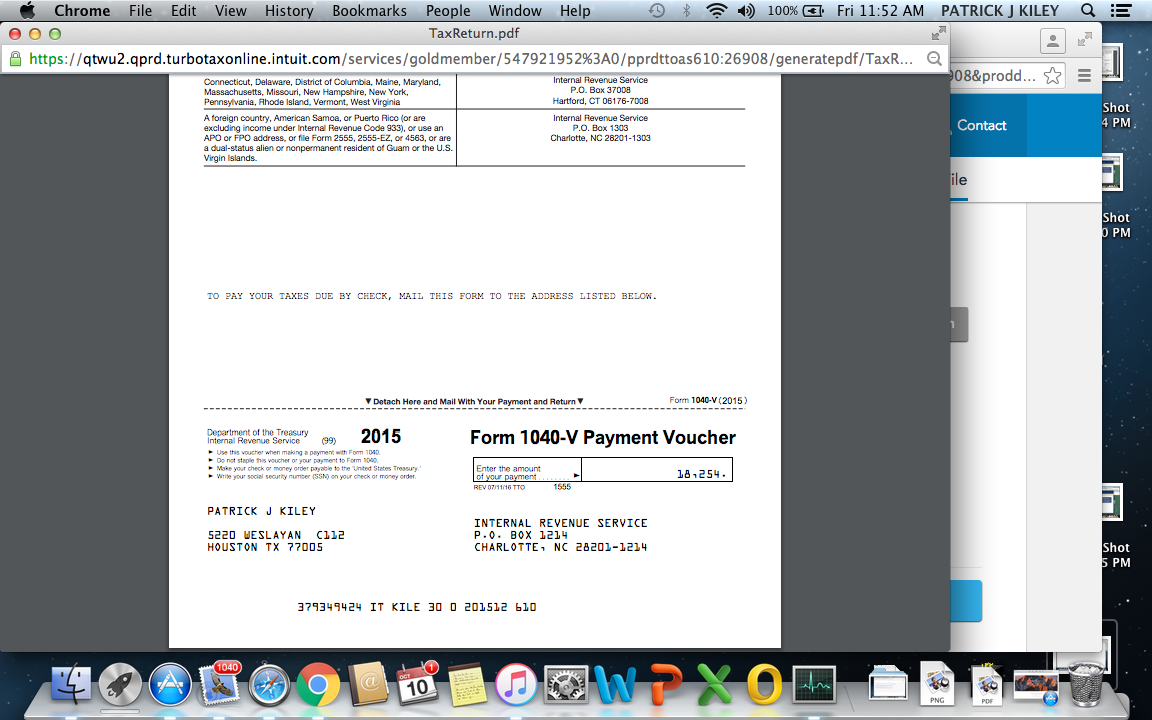 Chrome File Edit View History Bookmarks People Window Help 100% Fri 11:52 AM PATRICK J KILEY
TaxReturn.pdf
https://qtwu2.qprd.turbotaxonline.intuit.com/services/goldmember/547921952%3A0/pprdttoas610:26908/generatepdf/TaxR...
908&prodd...
Contact
ile
Shot
4 PM
Shot
0 PM
Shot
5 PM
Connecticut, Delaware, District of Columbia, Maine, Maryland,
Massachusetts, Missouri, New Hampshire, New York,
Pennsylvania, Rhode Island, Vermont, West Virginia
Internal Revenue Service
P.O. Box 37008
Hartford, CT 06176-7008
A foreign country, American Samoa, or Puerto Rico (or are
excluding income under Internal Revenue Code 933), or use an
APO or FPO address, or file Form 2555, 2555-EZ, or 4563, or are
a dual-status alien or nonpermanent resident of Guam or the U.S.
Virgin Islands.
Internal Revenue Service
P.O. Box 1303
Charlotte, NC 28201-1303
TO PAY YOUR TAXES DUE BY CHECK, MAIL THIS FORM TO THE ADDRESS LISTED BELOW.
▼ Detach Here and Mail With Your Payment and Return ▼
Form 1040-V (2015)
Department of the Treasury
Internal Revenue Service (99) 2015
► Use this voucher when making a payment with Form 1040.
► Do not staple this voucher or your payment to Form 1040.
► Make your check or money order payable to the 'United States Treasury.'
► Write your social security number (SSN) on your check or money order.
Form 1040-V Payment Voucher
Enter the amount
of your payment . . . . . . . . ► 18,254.
REV 07/11/16 TTO 1555
PATRICK J KILEY
5220 WESLAYAN C112
HOUSTON TX 77005
INTERNAL REVENUE SERVICE
P.O. BOX 1214
CHARLOTTE, NC 28201-1214
379349424 IT KILE 30 0 201512 610
1040
OCT
10
1
PNG
PDF